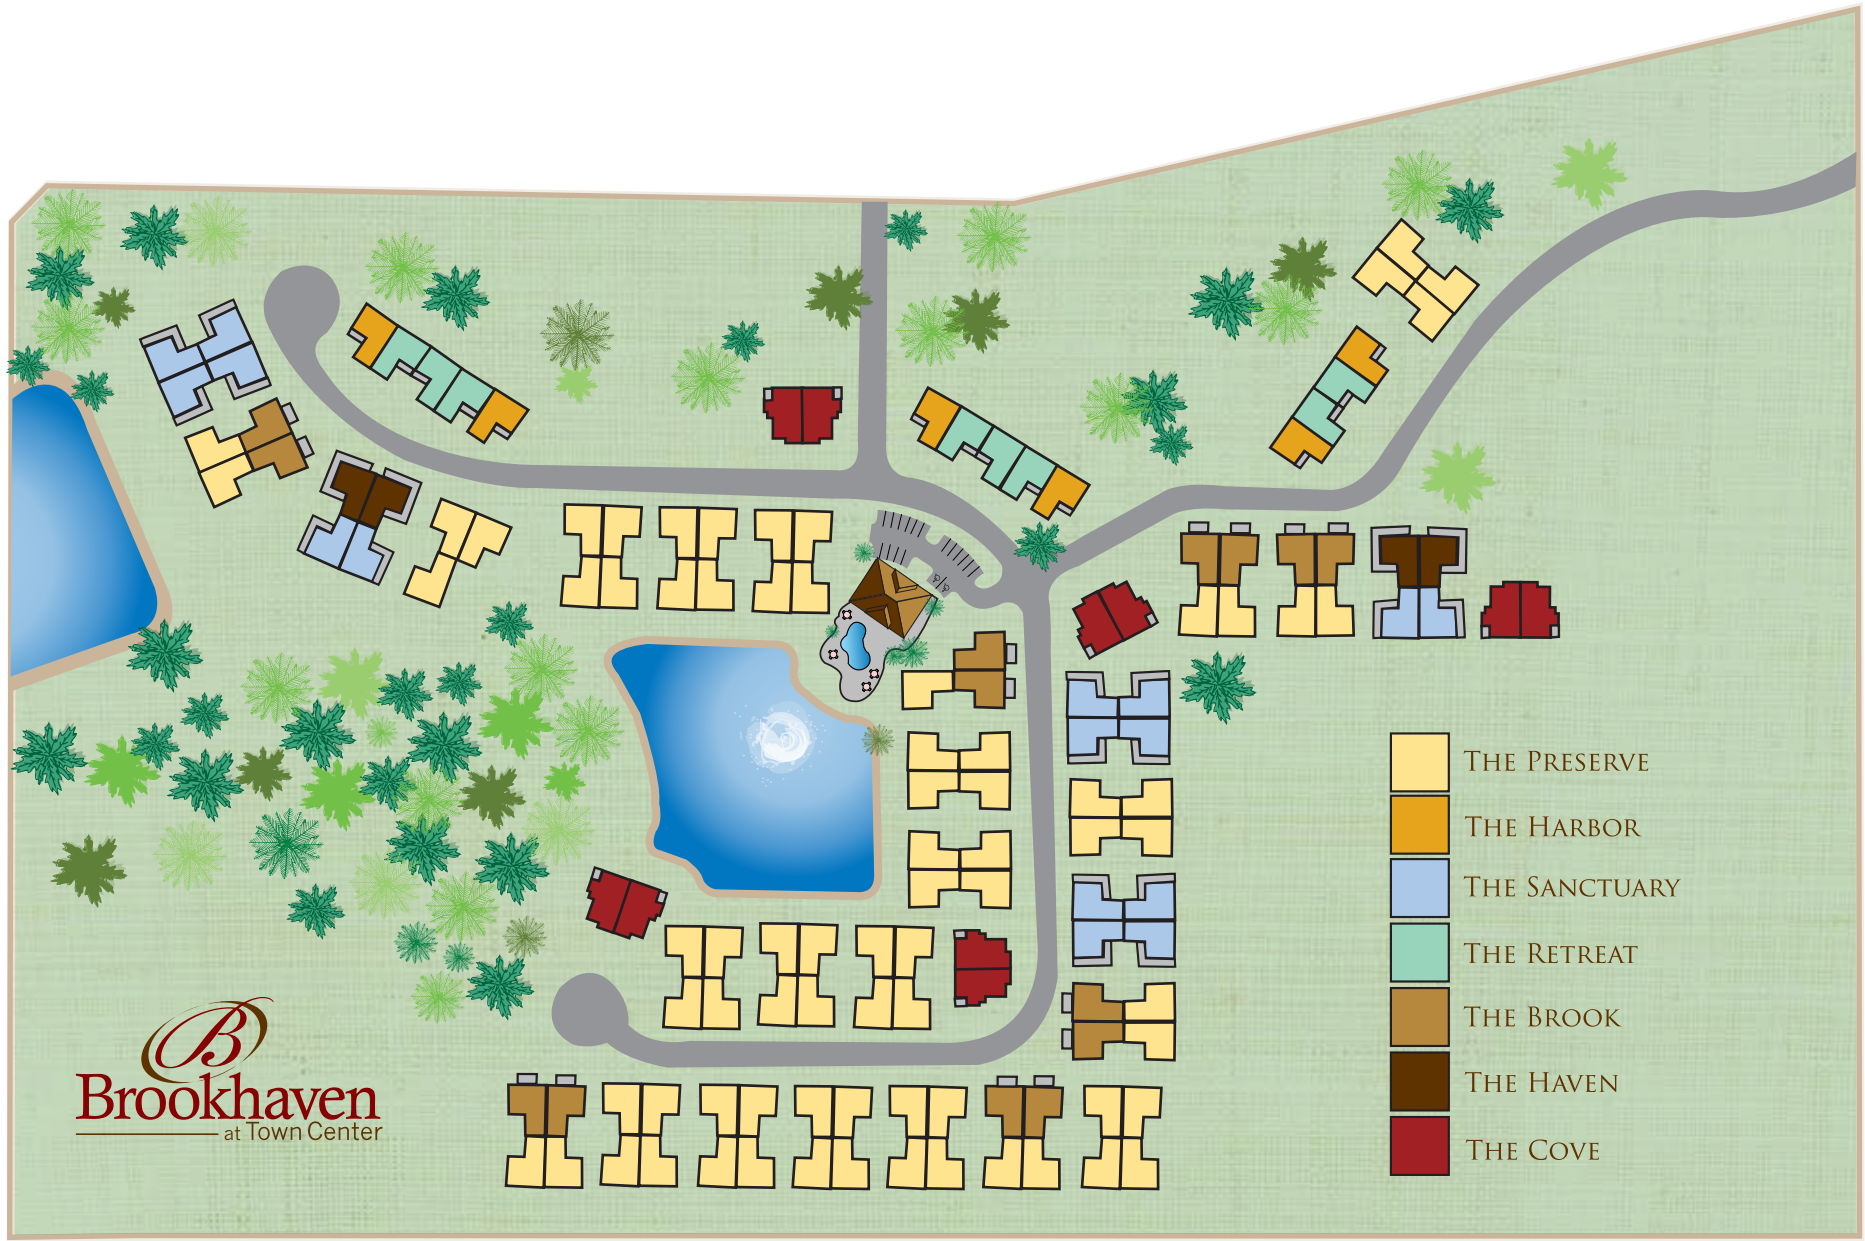 THE PRESERVE
THE HARBOR
THE SANCTUARY
THE RETREAT
THE BROOK
THE HAVEN
THE COVE
B
Brookhaven
at Town Center